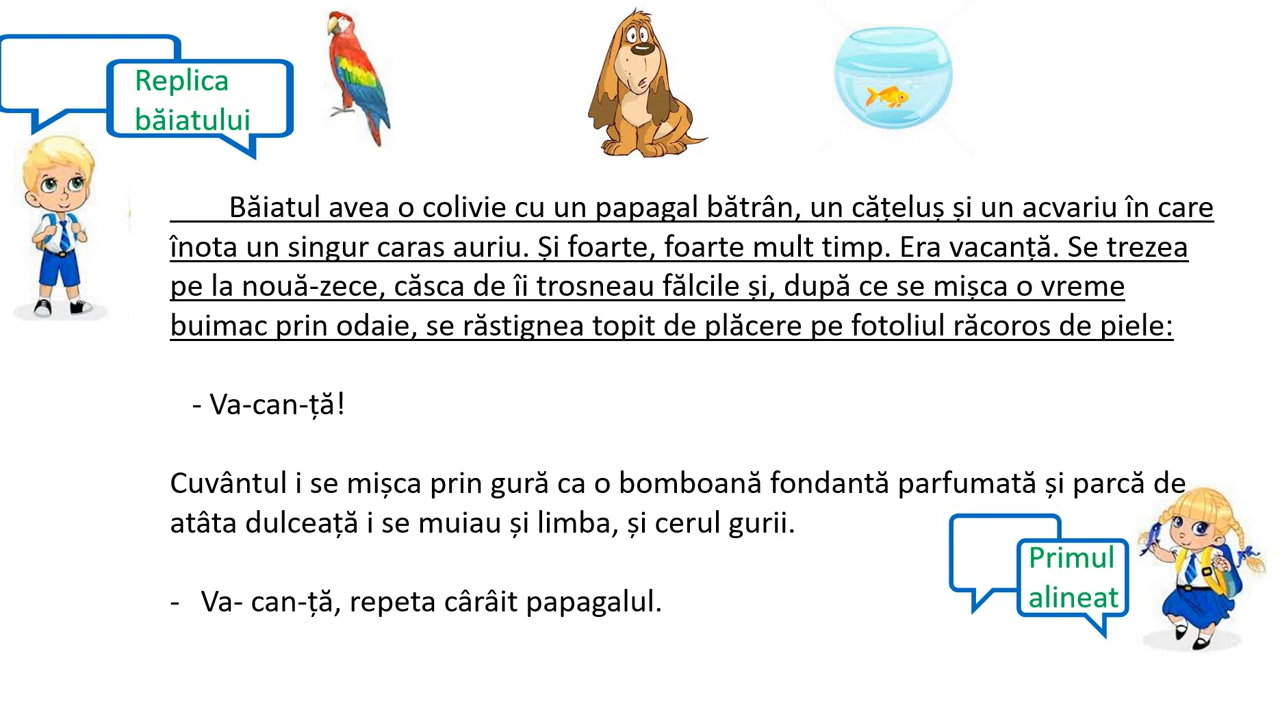 Replica
băiatului
Băiatul avea o colivie cu un papagal bătrân, un cățeluș și un acvariu în care
înota un singur caras auriu. Și foarte, foarte mult timp. Era vacanță. Se trezea
pe la nouă-zece, căsca de îi trosneau fălcile și, după ce se mișca o vreme
buimac prin odaie, se răstignea topit de plăcere pe fotoliul răcoros de piele:
- Va-can-ță!
Cuvântul i se mișca prin gură ca o bomboană fondantă parfumată și parcă de
atâta dulceață i se muiau și limba, și cerul gurii.
- Va- can-ță, repeta cârâit papagalul.
Primul
alineat